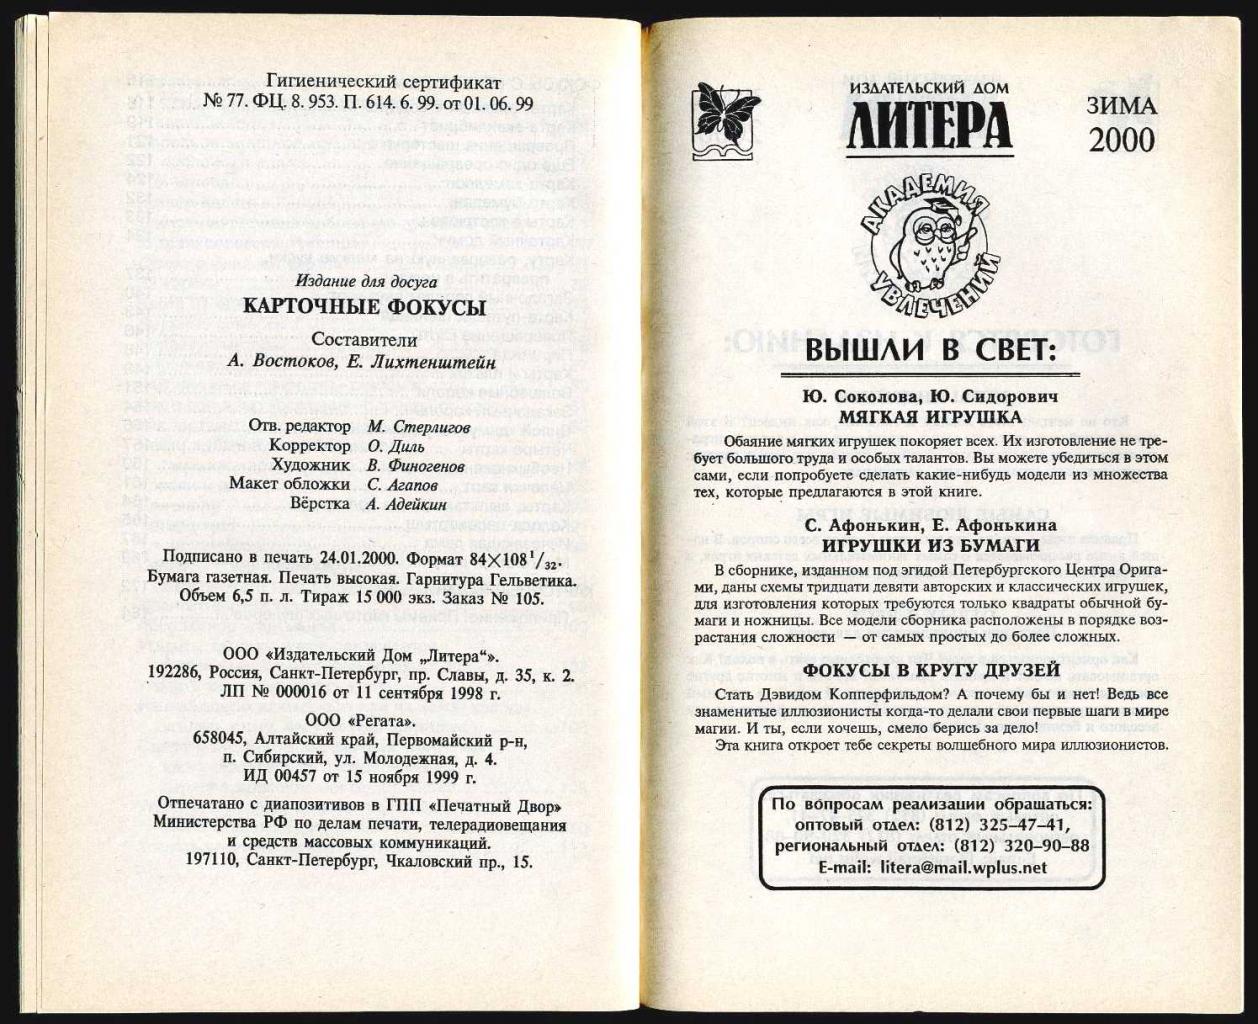 Гигиенический сертификат
№ 77. ФЦ. 8. 953. П. 614. 6. 99. от 01. 06. 99
Издание для досуга
КАРТОЧНЫЕ ФОКУСЫ
Составители
А. Востоков, Е. Лихтенштейн
Отв. редактор М. Стерлигов
Корректор О. Диль
Художник В. Финогенов
Макет обложки С. Агапов
Вёрстка А. Адейкин
Подписано в печать 24.01.2000. Формат 84×108 1/32.
Бумага газетная. Печать высокая. Гарнитура Гельветика.
Объем 6,5 п. л. Тираж 15 000 экз. Заказ № 105.
ООО «Издательский Дом „Литера“».
192286, Россия, Санкт-Петербург, пр. Славы, д. 35, к. 2.
ЛП № 000016 от 11 сентября 1998 г.
ООО «Регата».
658045, Алтайский край, Первомайский р-н,
п. Сибирский, ул. Молодежная, д. 4.
ИД 00457 от 15 ноября 1999 г.
Отпечатано с диапозитивов в ГПП «Печатный Двор»
Министерства РФ по делам печати, телерадиовещания
и средств массовых коммуникаций.
197110, Санкт-Петербург, Чкаловский пр., 15.
ИЗДАТЕЛЬСКИЙ ДОМ
ЛИТЕРА
ЗИМА
2000
АКАДЕМИЯ
УВЛЕЧЕНИЙ
ВЫШЛИ В СВЕТ:
Ю. Соколова, Ю. Сидорович
МЯГКАЯ ИГРУШКА
Обаяние мягких игрушек покоряет всех. Их изготовление не тре-
бует большого труда и особых талантов. Вы можете убедиться в этом
сами, если попробуете сделать какие-нибудь модели из множества
тех, которые предлагаются в этой книге.
С. Афонькин, Е. Афонькина
ИГРУШКИ ИЗ БУМАГИ
В сборнике, изданном под эгидой Петербургского Центра Орига-
ми, даны схемы тридцати девяти авторских и классических игрушек,
для изготовления которых требуются только квадраты обычной бу-
маги и ножницы. Все модели сборника расположены в порядке воз-
растания сложности — от самых простых до более сложных.
ФОКУСЫ В КРУГУ ДРУЗЕЙ
Стать Дэвидом Копперфильдом? А почему бы и нет! Ведь все
знаменитые иллюзионисты когда-то делали свои первые шаги в мире
магии. И ты, если хочешь, смело берись за дело!
Эта книга откроет тебе секреты волшебного мира иллюзионистов.
По вопросам реализации обращаться:
оптовый отдел: (812) 325–47–41,
региональный отдел: (812) 320–90–88
E-mail: litera@mail.wplus.net